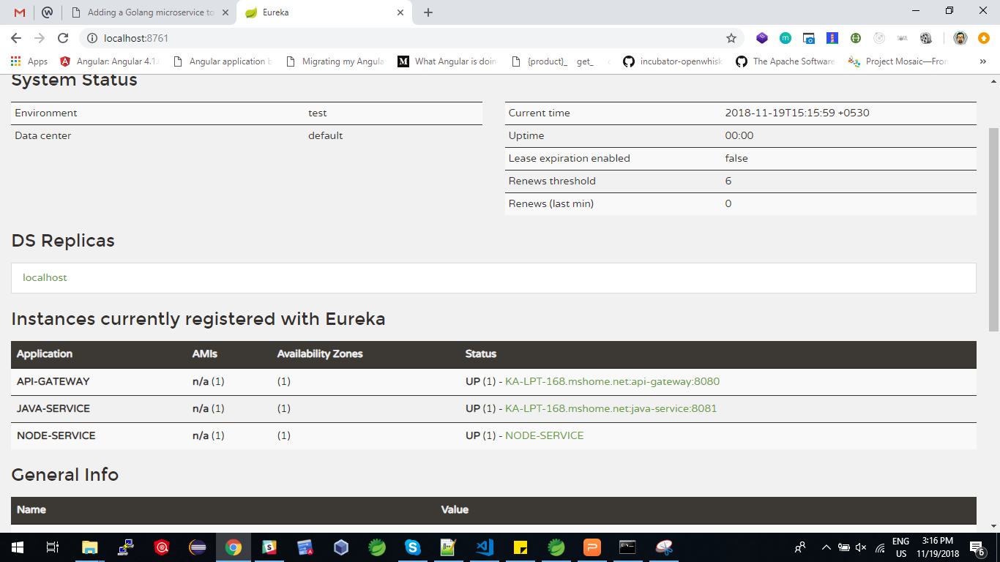 Adding a Golang microservice to
Eureka
localhost:8761
Apps
Angular: Angular 4.1.
Angular application
Migrating my Angula
What Angular is doin
{product}_ get_
incubator-openwhisk
The Apache Software
Project Mosaic—Fron
»
System Status
Environment test
Data center default
Current time 2018-11-19T15:15:59 +0530
Uptime 00:00
Lease expiration enabled false
Renews threshold 6
Renews (last min) 0
DS Replicas
localhost
Instances currently registered with Eureka
Application AMIs Availability Zones Status
API-GATEWAY n/a (1) (1) UP (1) - KA-LPT-168.mshome.net:api-gateway:8080
JAVA-SERVICE n/a (1) (1) UP (1) - KA-LPT-168.mshome.net:java-service:8081
NODE-SERVICE n/a (1) (1) UP (1) - NODE-SERVICE
General Info
Name Value
ENG
US
3:16 PM
11/19/2018
6